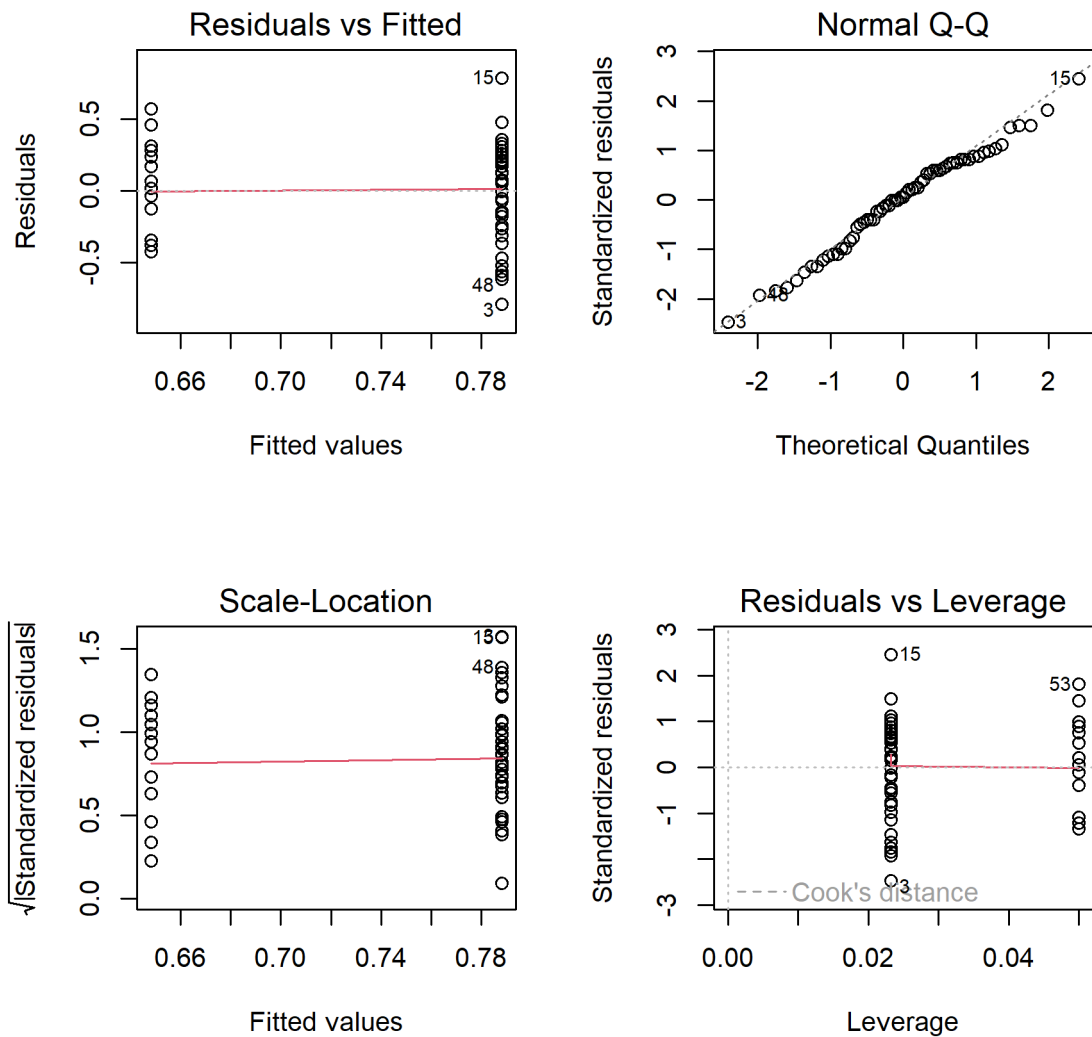 Residuals vs Fitted
Residuals
-0.5 0.0 0.5
15
48
3
0.66 0.70 0.74 0.78
Fitted values
Normal Q-Q
Standardized residuals
-2 -1 0 1 2 3
15
48
3
-2 -1 0 1 2
Theoretical Quantiles
Scale-Location
√|Standardized residuals|
0.0 0.5 1.0 1.5
15
3
48
0.66 0.70 0.74 0.78
Fitted values
Residuals vs Leverage
Standardized residuals
-3 -1 0 1 2 3
15
53
3
Cook's distance
0.00 0.02 0.04
Leverage